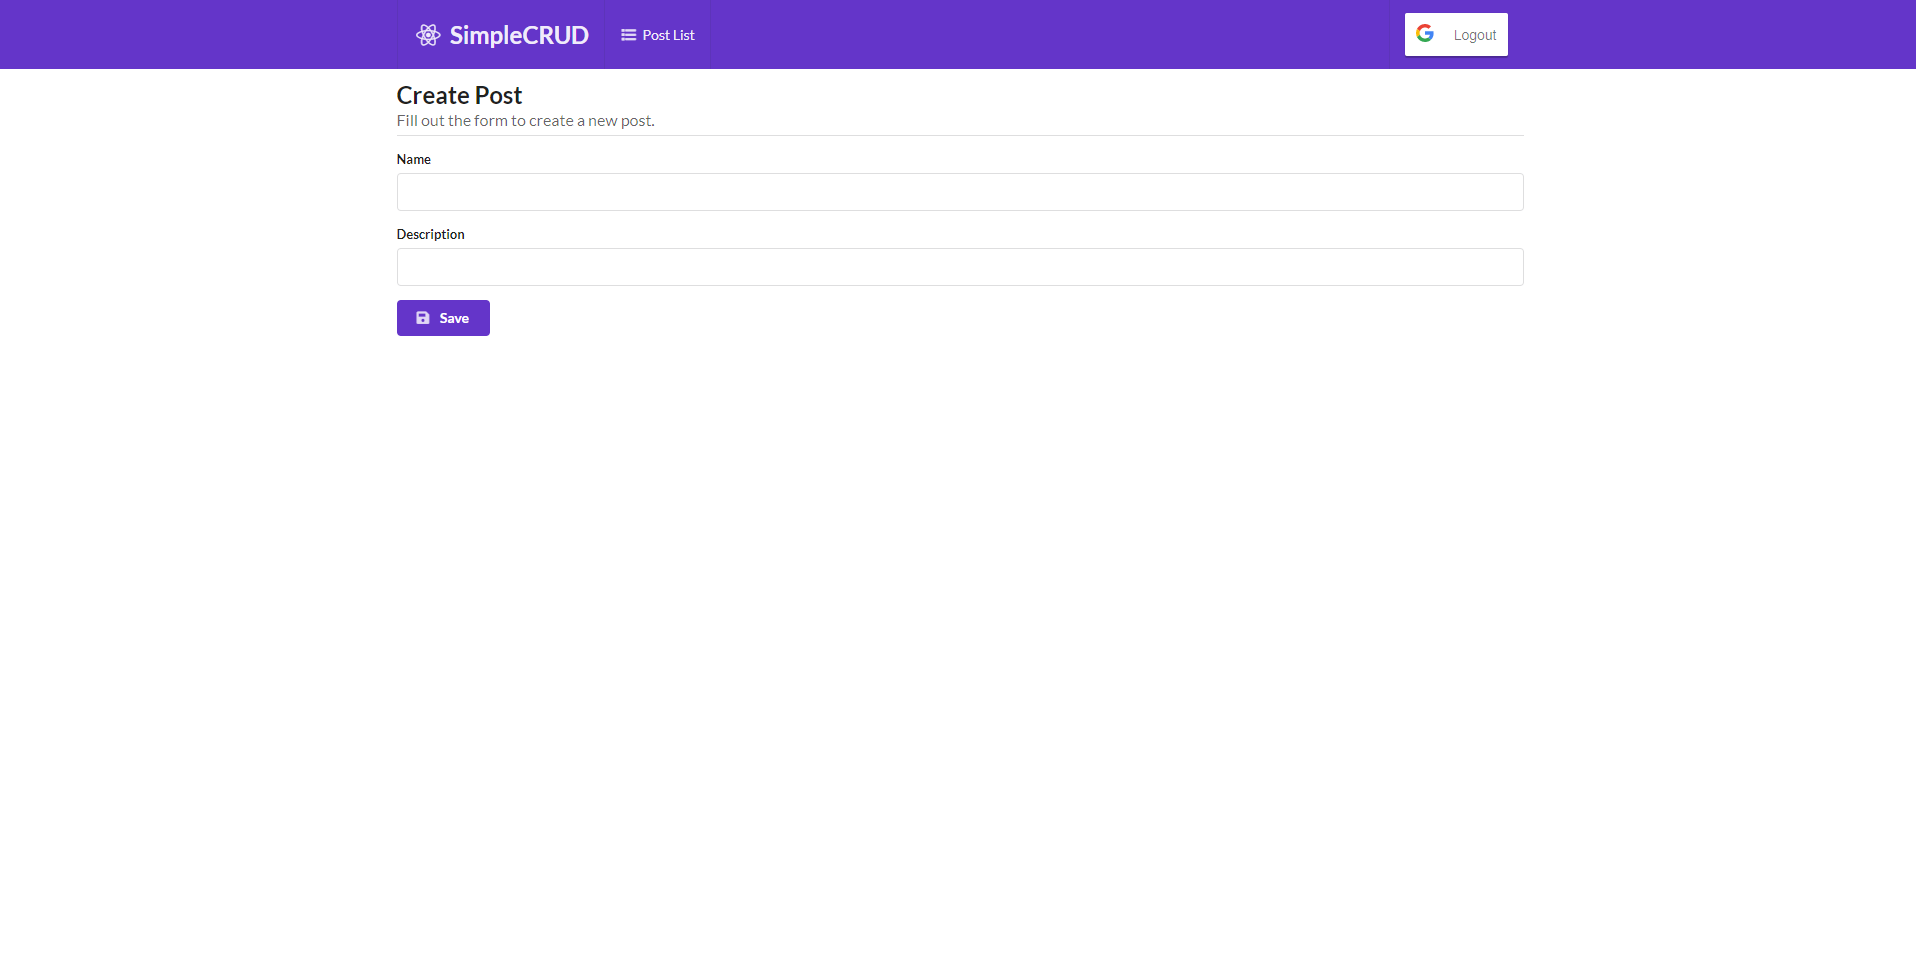 SimpleCRUD
Post List
Logout
Create Post
Fill out the form to create a new post.
Name
Description
Save